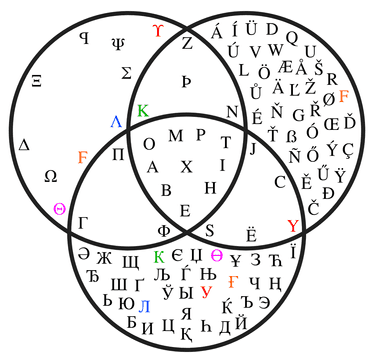 ϥ Ψ ϒ Z Á Í Ü D Q
Ú V W U
Ξ Σ Þ L Ö Æ Å Š R
Ů Ä Ľ Ž Ø F
K N É Ň G Ř
Λ Œ Ď
M P Ť ß Ó
Δ F Π O T J Ñ Ő Ý Ç
A X I
Ω B H C Ě Ű Ÿ Ð
Θ E Č
Γ Φ S Ë Y
Ә Ж Щ К Є Џ Ө Ұ З Ћ Ї
Ђ Ш Ґ Љ Ѓ Њ Ғ Ч Ң
Ь Ю Л Ў Ы У Ќ Ъ Э
Б И Ц Я Қ Һ Д Й